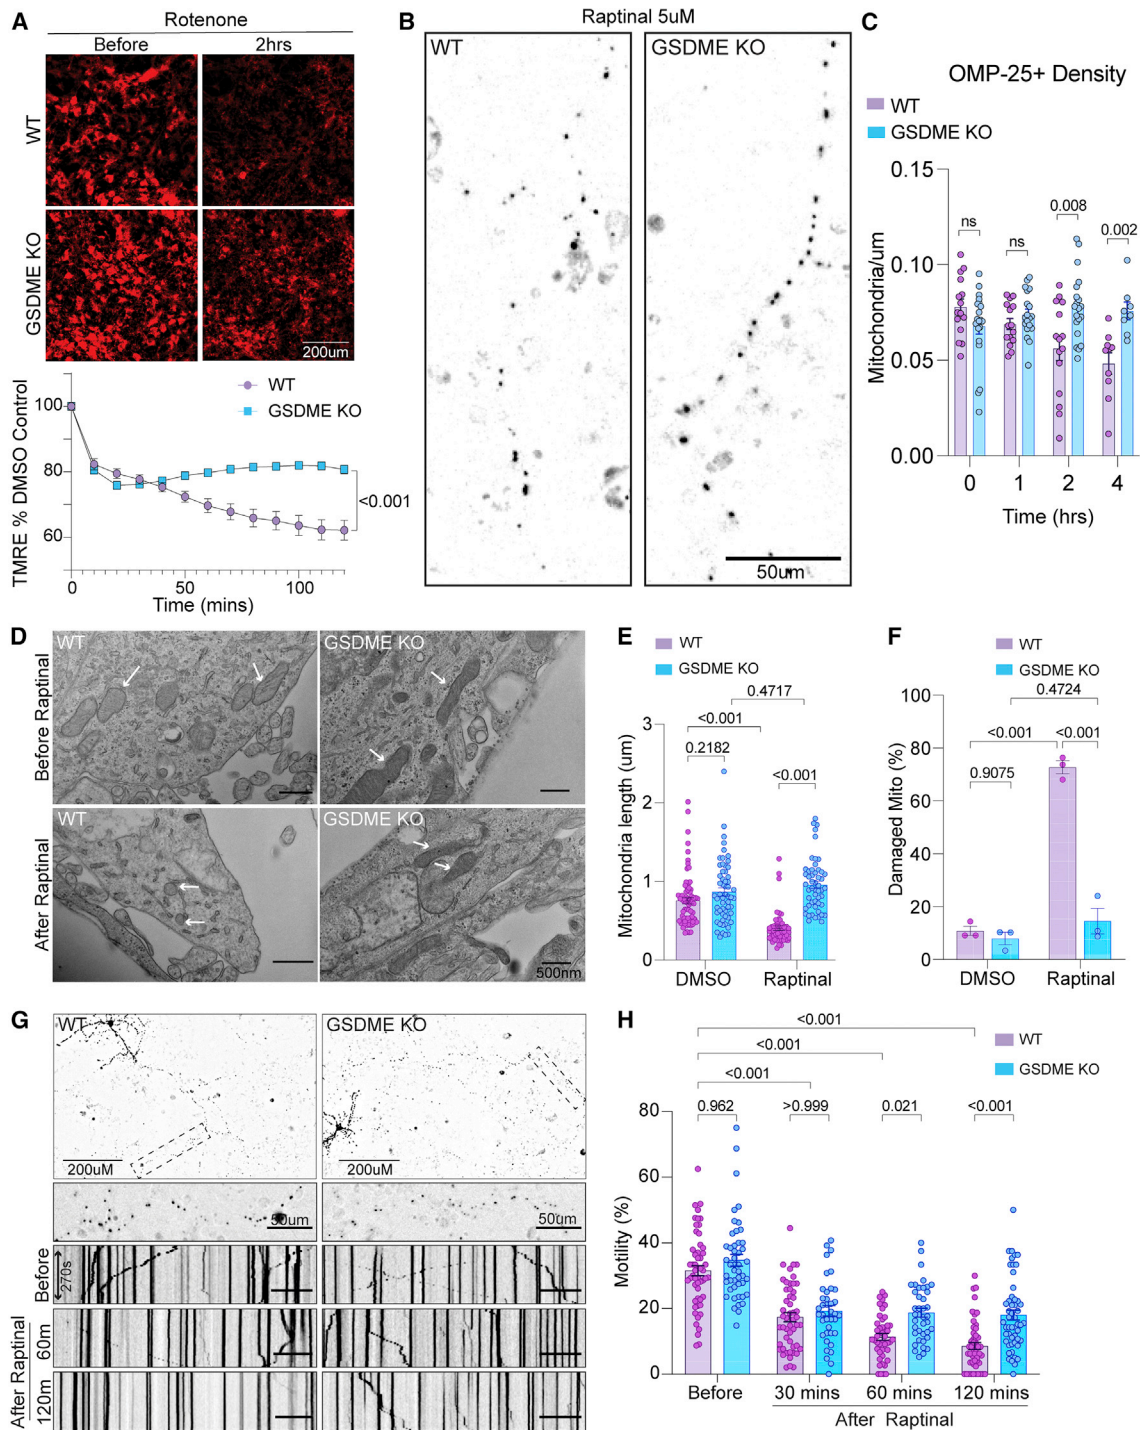 A
Rotenone
Before
2hrs
WT
GSDME KO
200um
WT
GSDME KO
TMRE % DMSO Control
100
80
60
<0.001
0
50
100
Time (mins)
B
Raptinal 5uM
WT
GSDME KO
50um
C
OMP-25+ Density
WT
GSDME KO
Mitochondria/um
0.15
0.10
0.05
0.00
ns
ns
0.008
0.002
0
1
2
4
Time (hrs)
D
Before Raptinal
After Raptinal
WT
GSDME KO
WT
GSDME KO
500nm
E
WT
GSDME KO
0.4717
<0.001
0.2182
<0.001
Mitochondria length (um)
3
2
1
0
DMSO
Raptinal
F
WT
GSDME KO
0.4724
<0.001
<0.001
0.9075
Damaged Mito (%)
100
80
60
40
20
0
DMSO
Raptinal
G
WT
GSDME KO
200uM
200uM
50um
50um
Before
270s
After Raptinal
60m
120m
H
<0.001
WT
<0.001
GSDME KO
<0.001
0.962
>0.999
0.021
<0.001
Motility (%)
80
60
40
20
0
Before
30 mins
60 mins
120 mins
After Raptinal